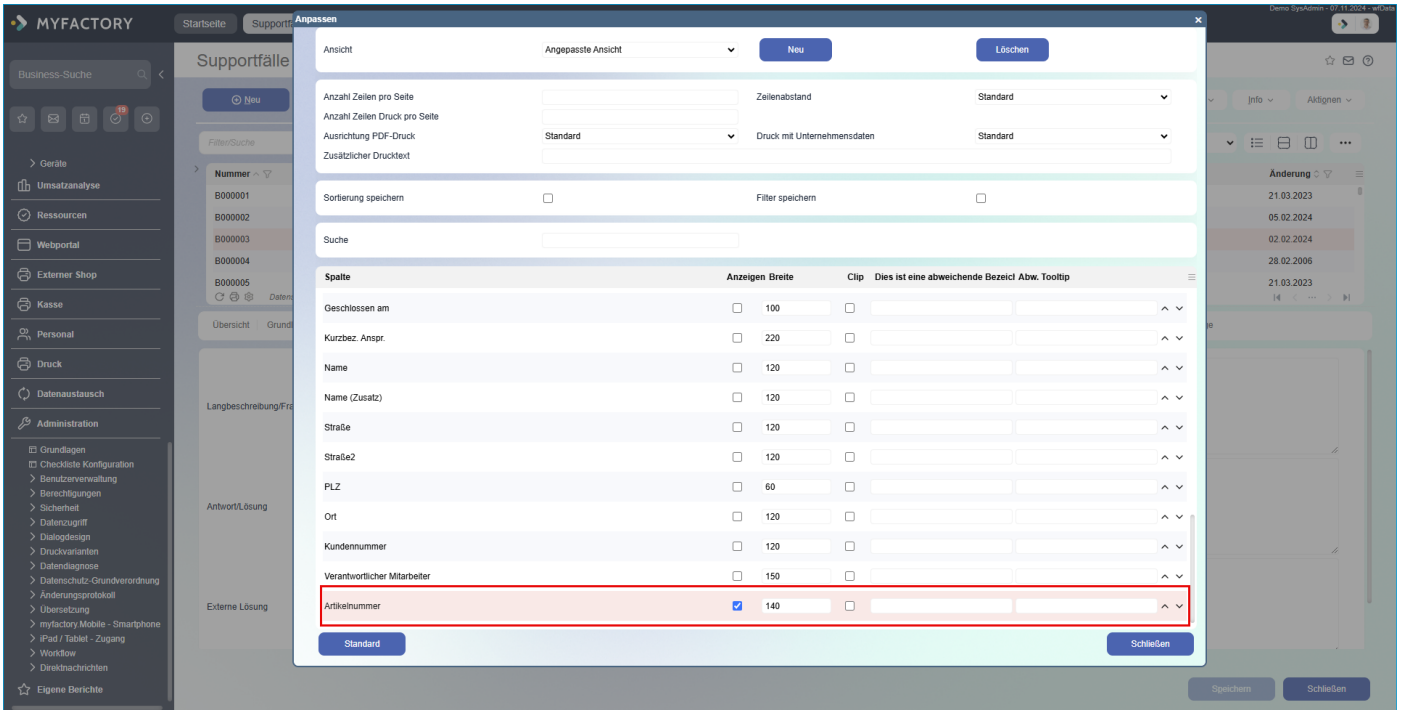 Demo SysAdmin - 07.11.2024 - wfData
MYFACTORY
Startseite
Anpassen
Supportfälle
Business-Suche
19
Geräte
Umsatzanalyse
Ressourcen
Webportal
Externer Shop
Kasse
Personal
Druck
Datenaustausch
Administration
Grundlagen
Checkliste Konfiguration
Benutzerverwaltung
Berechtigungen
Sicherheit
Datenzugriff
Dialogdesign
Druckvarianten
Datendiagnose
Datenschutz-Grundverordnung
Änderungsprotokoll
Übersetzung
myfactory.Mobile - Smartphone
iPad / Tablet - Zugang
Workflow
Direktnachrichten
Eigene Berichte
Neu
Filter/Suche
Nummer
B000001
B000002
B000003
B000004
B000005
Übersicht
Langbeschreibung/Fra
Antwort/Lösung
Externe Lösung
Ansicht Angepasste Ansicht Neu Löschen
Anzahl Zeilen pro Seite Zeilenabstand Standard
Anzahl Zeilen Druck pro Seite
Ausrichtung PDF-Druck Standard Druck mit Unternehmensdaten Standard
Zusätzlicher Drucktext
Sortierung speichern Filter speichern
Suche
Spalte Anzeigen Breite Clip Dies ist eine abweichende Bezeicl Abw. Tooltip
Geschlossen am 100
Kurzbez. Anspr. 220
Name 120
Name (Zusatz) 120
Straße 120
Straße2 120
PLZ 60
Ort 120
Kundennummer 120
Verantwortlicher Mitarbeiter 150
Artikelnummer 140
Standard Schließen
Info Aktionen
Änderung
21.03.2023
05.02.2024
02.02.2024
28.02.2006
21.03.2023
Speichern Schließen